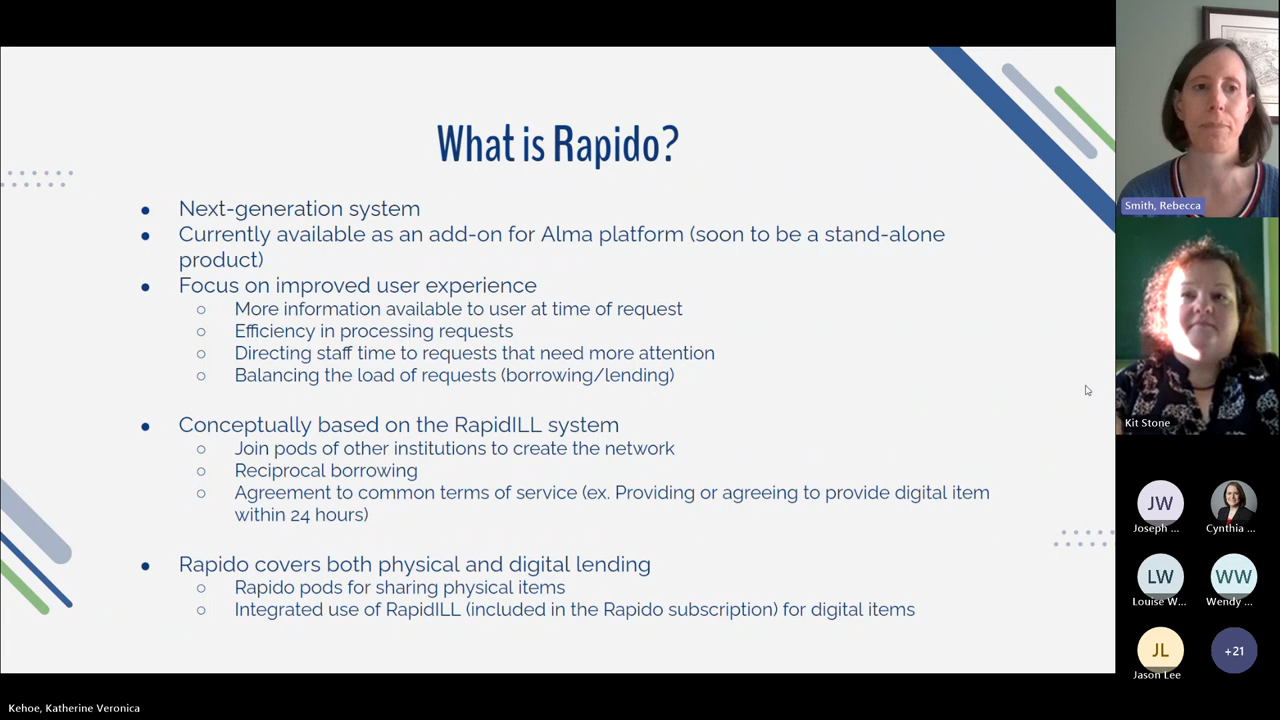 What is Rapido?
● Next-generation system
● Currently available as an add-on for Alma platform (soon to be a stand-alone
product)
● Focus on improved user experience
○ More information available to user at time of request
○ Efficiency in processing requests
○ Directing staff time to requests that need more attention
○ Balancing the load of requests (borrowing/lending)
● Conceptually based on the RapidILL system
○ Join pods of other institutions to create the network
○ Reciprocal borrowing
○ Agreement to common terms of service (ex. Providing or agreeing to provide digital item
within 24 hours)
● Rapido covers both physical and digital lending
○ Rapido pods for sharing physical items
○ Integrated use of RapidILL (included in the Rapido subscription) for digital items
Smith, Rebecca
Kit Stone
JW
Joseph ...
Cynthia ...
LW
Louise W...
WW
Wendy ...
JL
Jason Lee
+21
Kehoe, Katherine Veronica